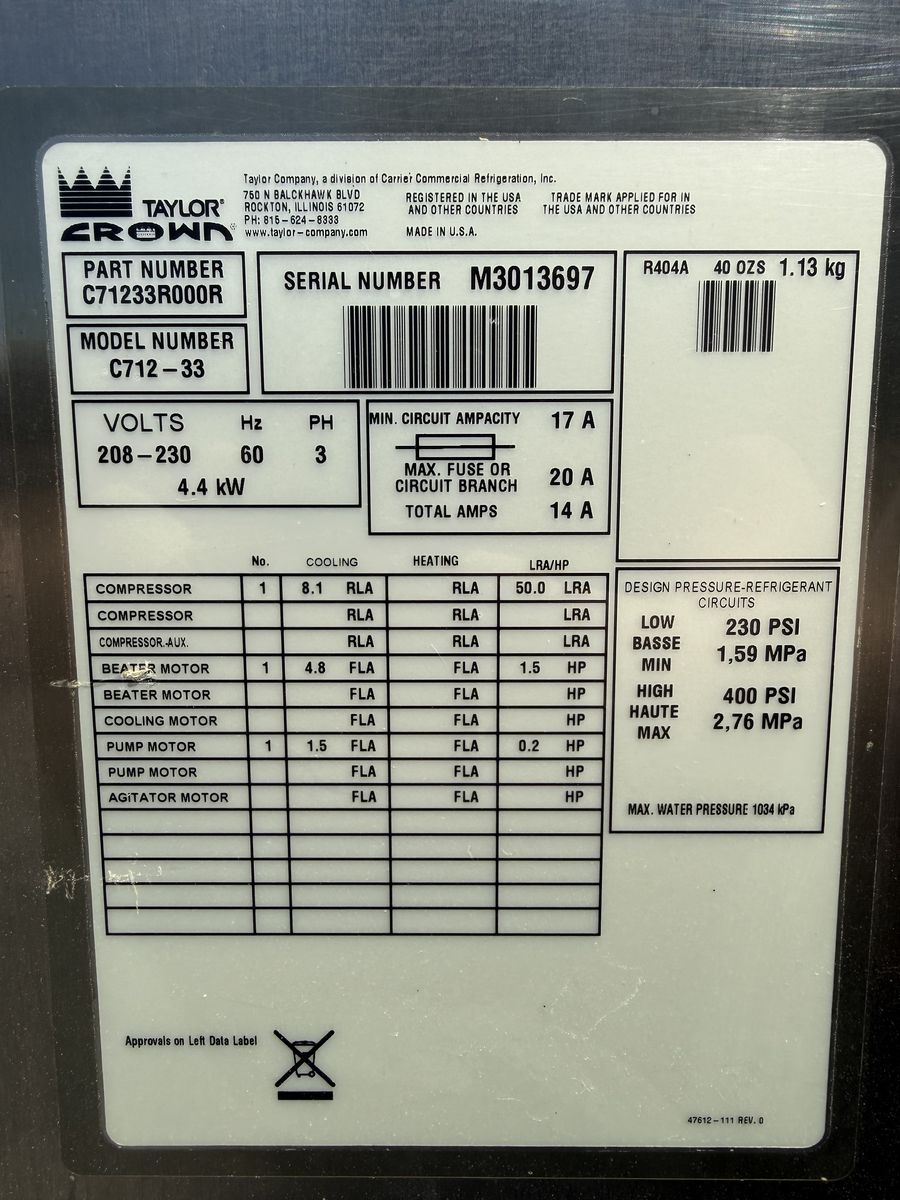 TAYLOR®
CROWN®
Taylor Company, a division of Carrier Commercial Refrigeration, Inc.
750 N BALCKHAWK BLVD
ROCKTON, ILLINOIS 61072
PH: 815-624-8333
www.taylor-company.com
REGISTERED IN THE USA
AND OTHER COUNTRIES
MADE IN U.S.A.
TRADE MARK APPLIED FOR IN
THE USA AND OTHER COUNTRIES
PART NUMBER
C71233R000R
MODEL NUMBER
C712-33
SERIAL NUMBER M3013697
R404A 40 OZS 1.13 kg
VOLTS Hz PH
208-230 60 3
4.4 kW
MIN. CIRCUIT AMPACITY 17 A
MAX. FUSE OR
CIRCUIT BRANCH 20 A
TOTAL AMPS 14 A
No. COOLING HEATING LRA/HP
COMPRESSOR 1 8.1 RLA RLA 50.0 LRA
COMPRESSOR RLA RLA LRA
COMPRESSOR.-AUX. RLA RLA LRA
BEATER MOTOR 1 4.8 FLA FLA 1.5 HP
BEATER MOTOR FLA FLA HP
COOLING MOTOR FLA FLA HP
PUMP MOTOR 1 1.5 FLA FLA 0.2 HP
PUMP MOTOR FLA FLA HP
AGiTATOR MOTOR FLA FLA HP
DESIGN PRESSURE-REFRIGERANT
CIRCUITS
LOW
BASSE
MIN
230 PSI
1,59 MPa
HIGH
HAUTE
MAX
400 PSI
2,76 MPa
MAX. WATER PRESSURE 1034 kPa
Approvals on Left Data Label
47612-111 REV. 0